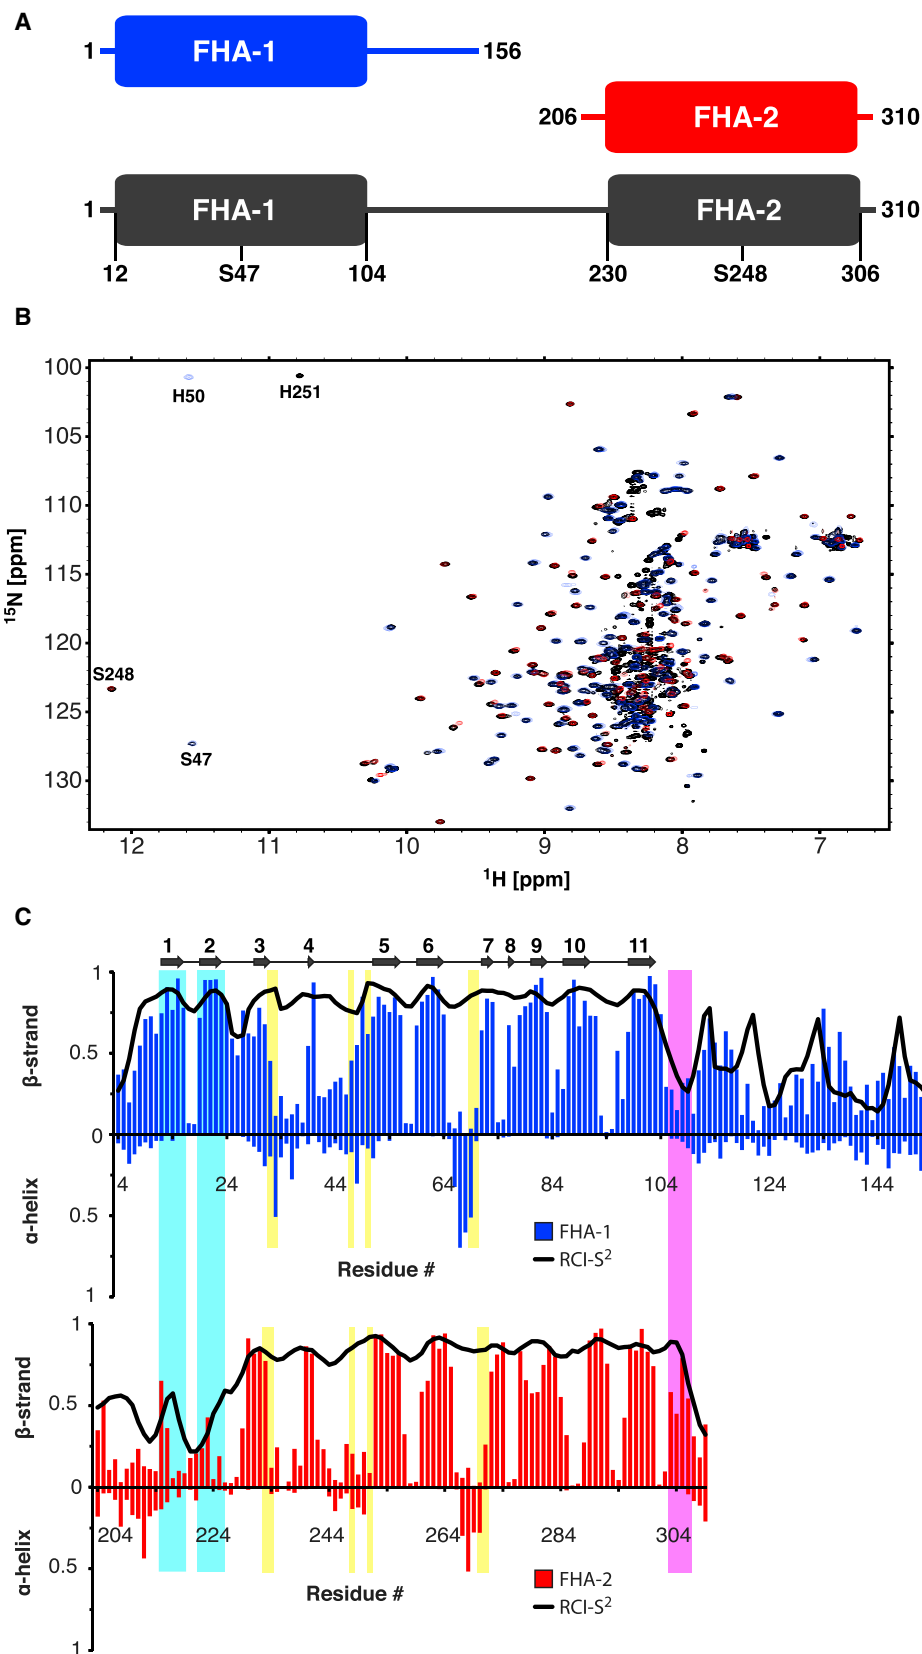 A
1 FHA-1 156
206 FHA-2 310
1 FHA-1 FHA-2 310
12 S47 104 230 S248 306
B
100
105
110
115
120
125
130
15N [ppm]
H50 H251
S248
S47
12 11 10 9 8 7
1H [ppm]
C
1 2 3 4 5 6 7 8 9 10 11
1
0.5
0
0.5
1
β-strand
α-helix
4 24 44 64 84 104 124 144
Residue #
FHA-1
RCI-S2
1
0.5
0
0.5
1
β-strand
α-helix
204 224 244 264 284 304
Residue #
FHA-2
RCI-S2